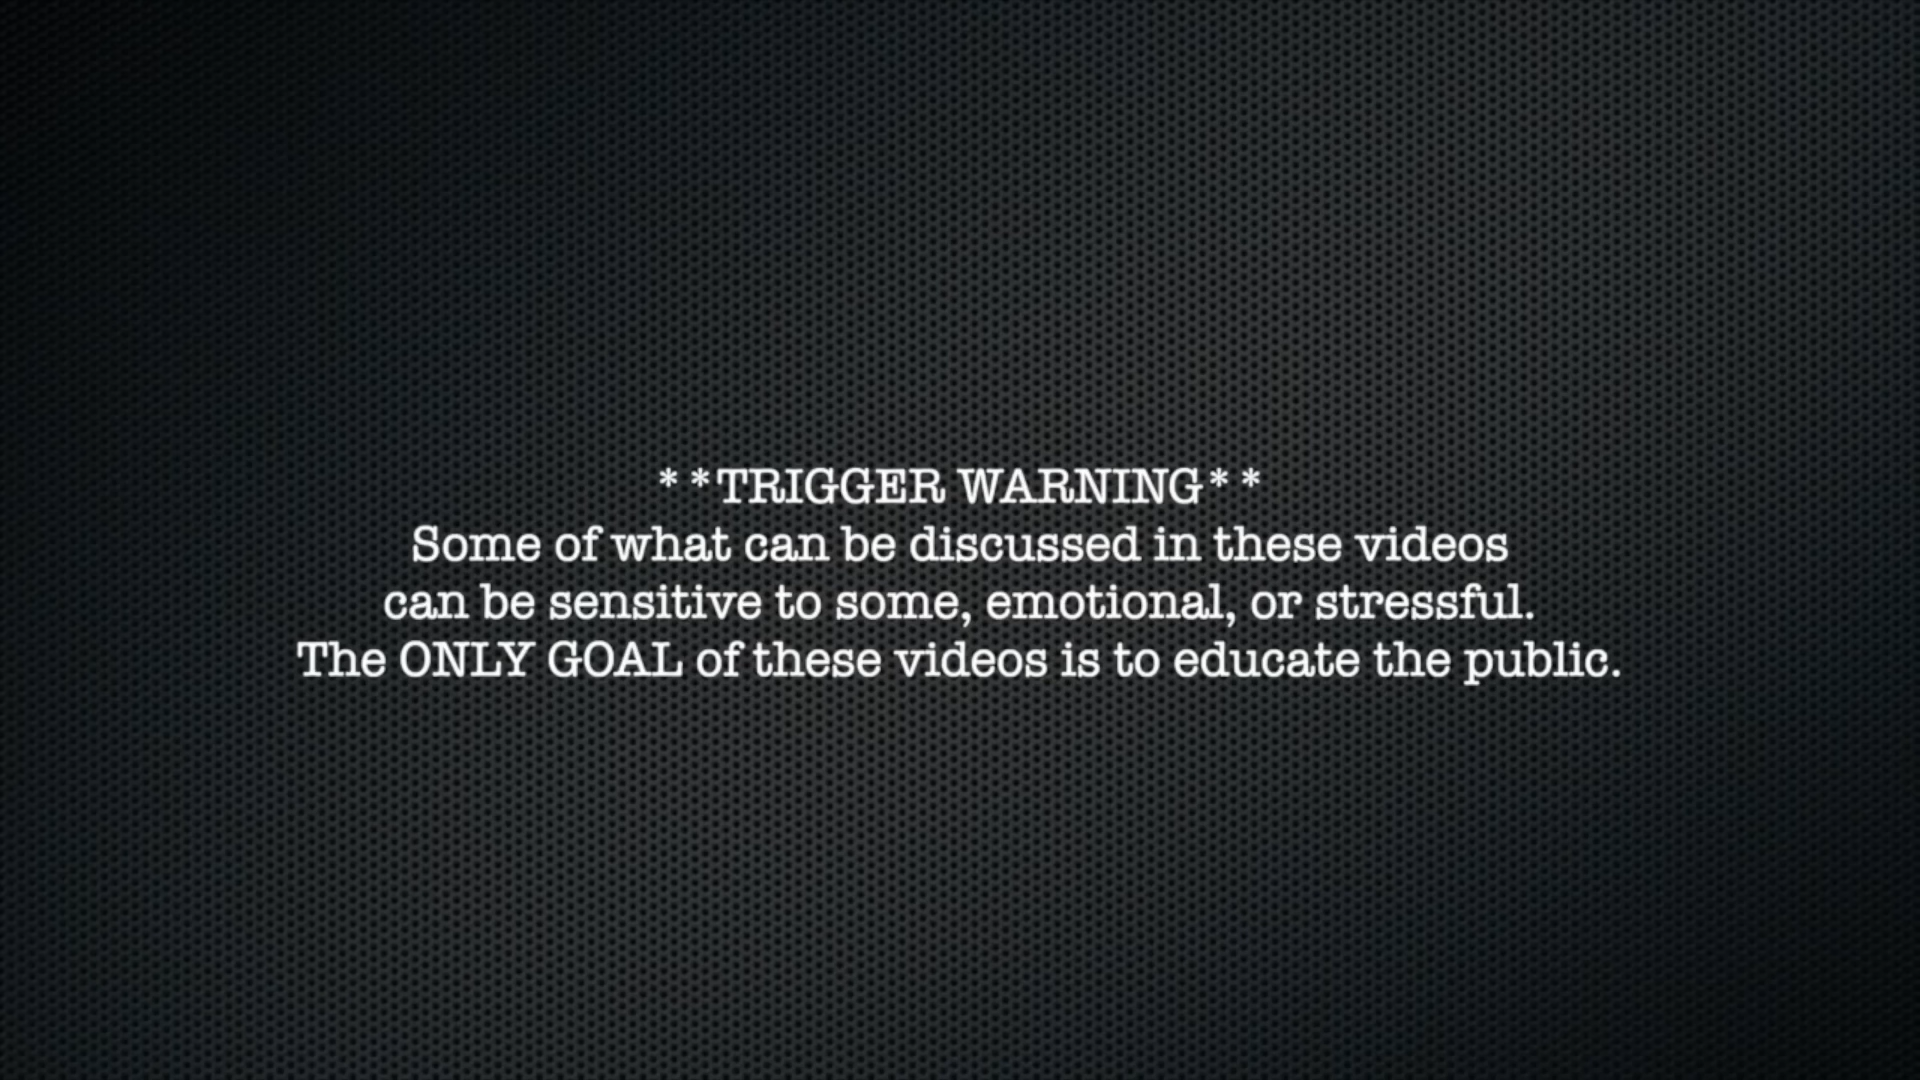 **TRIGGER WARNING**
Some of what can be discussed in these videos
can be sensitive to some, emotional, or stressful.
The ONLY GOAL of these videos is to educate the public.